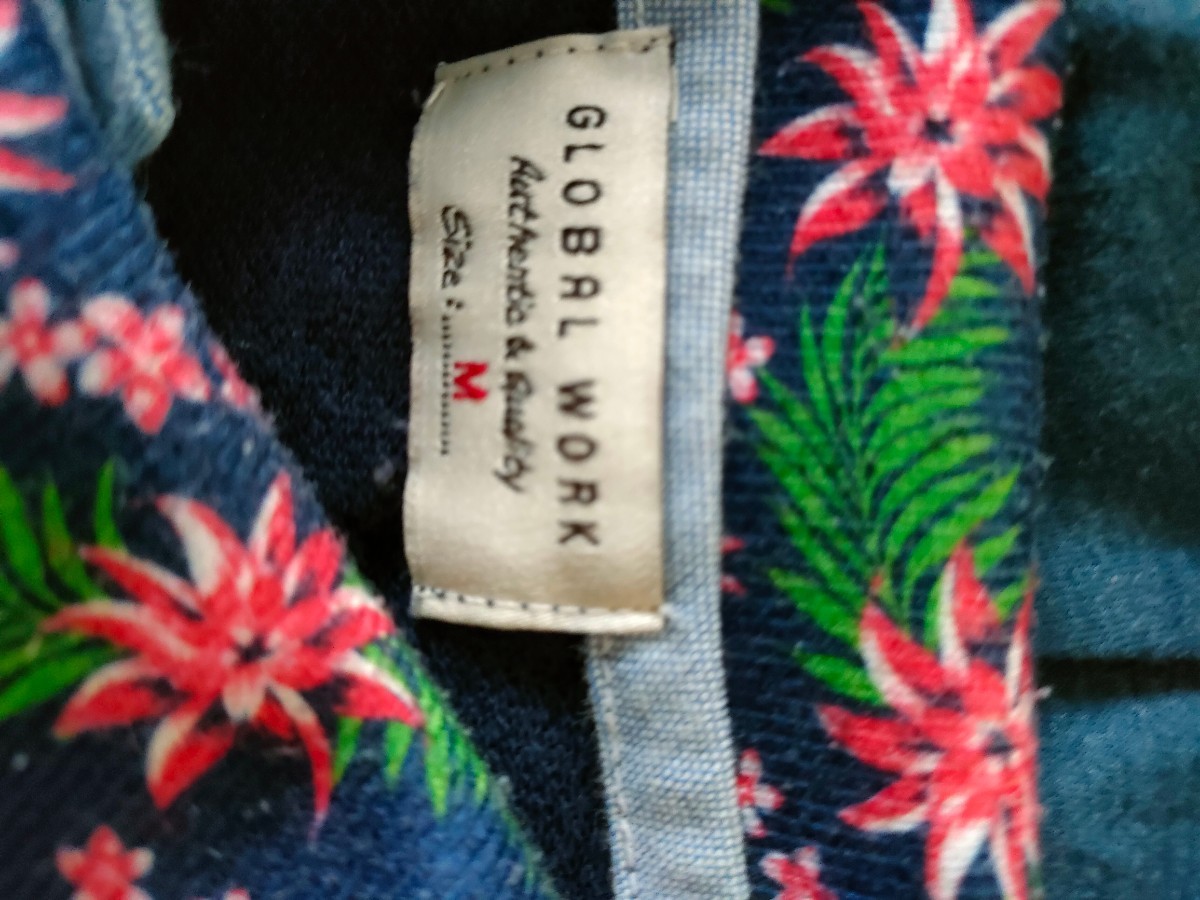 GLOBAL WORK
Authentic & Quality
Size :..........M..........